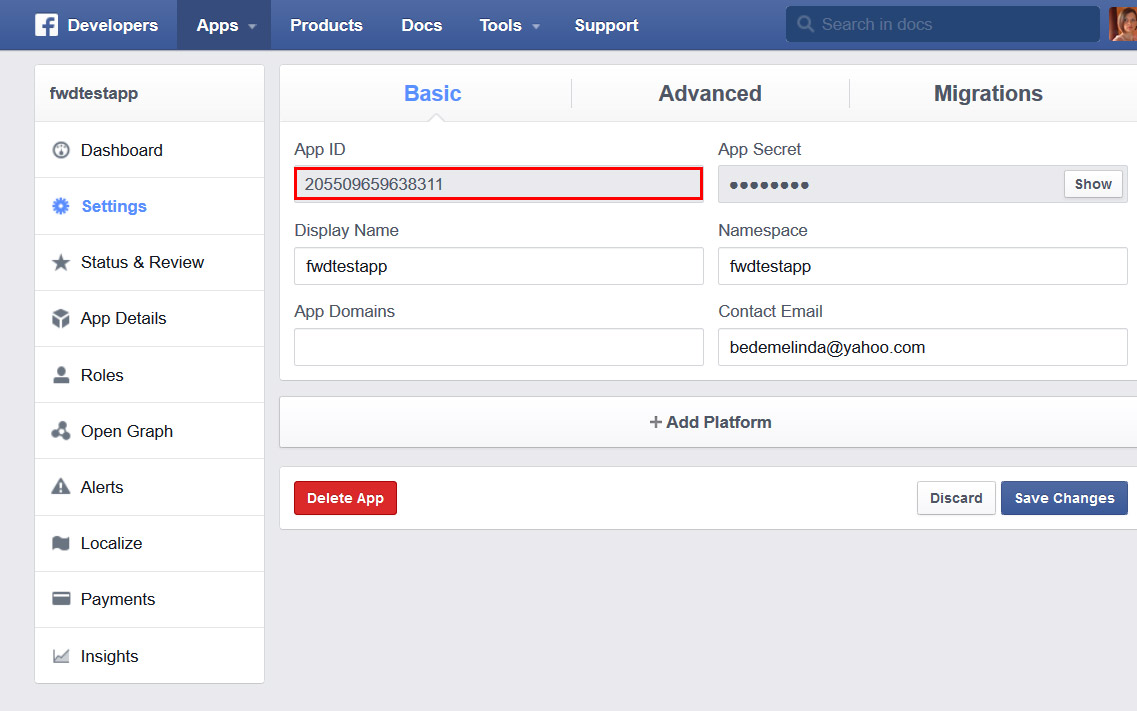 Developers Apps Products Docs Tools Support Search in docs
fwdtestapp
Dashboard
Settings
Status & Review
App Details
Roles
Open Graph
Alerts
Localize
Payments
Insights
Basic Advanced Migrations
App ID App Secret
205509659638311 •••••••• Show
Display Name Namespace
fwdtestapp fwdtestapp
App Domains Contact Email
bedemelinda@yahoo.com
+ Add Platform
Delete App Discard Save Changes